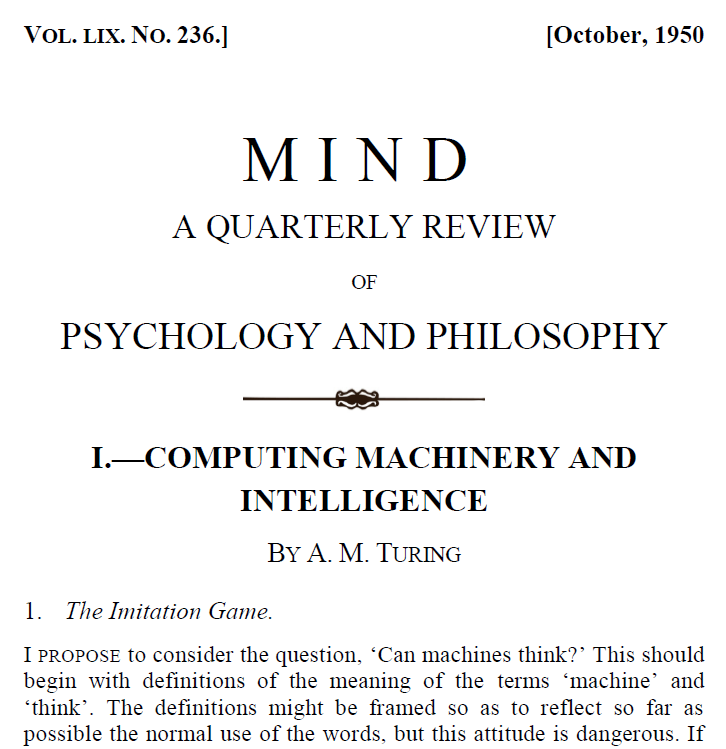 VOL. LIX. NO. 236.] [October, 1950
MIND
A QUARTERLY REVIEW
OF
PSYCHOLOGY AND PHILOSOPHY
I.—COMPUTING MACHINERY AND
INTELLIGENCE
BY A. M. TURING
1. The Imitation Game.
I PROPOSE to consider the question, ‘Can machines think?’ This should
begin with definitions of the meaning of the terms ‘machine’ and
‘think’. The definitions might be framed so as to reflect so far as
possible the normal use of the words, but this attitude is dangerous. If